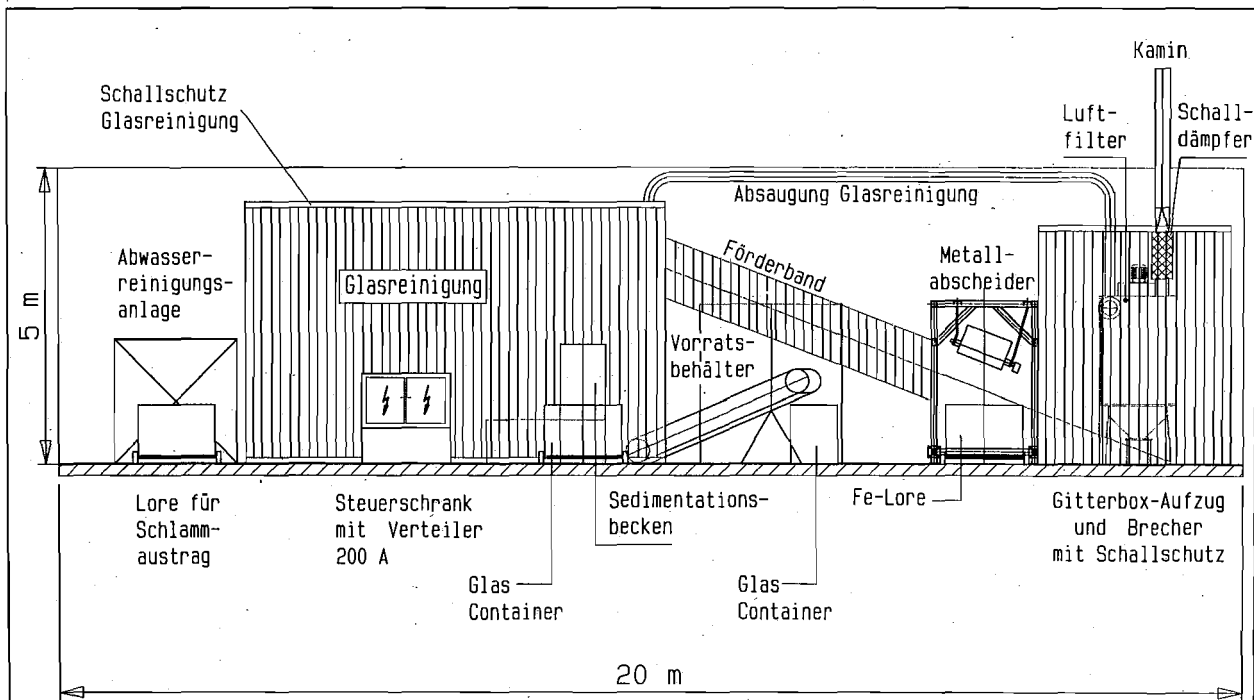 Kamin
Schallschutz
Glasreinigung
Luft-
filter
Schall-
dämpfer
Absaugung Glasreinigung
Abwasser-
reinigungs-
anlage
Glasreinigung
Förderband
Metall-
abscheider
5 m
Vorrats-
behälter
Lore für
Schlamm-
austrag
Steuerschrank
mit Verteiler
200 A
Sedimentations-
becken
Fe-Lore
Gitterbox-Aufzug
und Brecher
mit Schallschutz
Glas
Container
Glas
Container
20 m